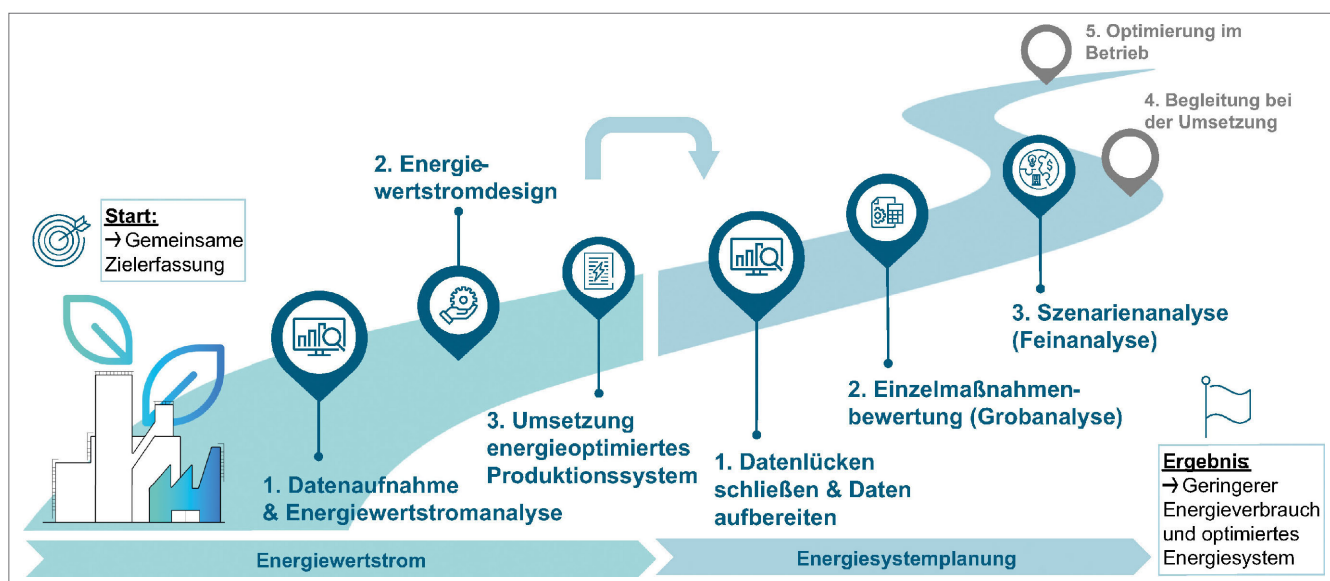 Start:
→ Gemeinsame
Zielerfassung
1. Datenaufnahme
& Energiewertstromanalyse
2. Energie-
wertstromdesign
3. Umsetzung
energieoptimiertes
Produktionssystem
1. Datenlücken
schließen & Daten
aufbereiten
2. Einzelmaßnahmen-
bewertung (Grobanalyse)
3. Szenarienanalyse
(Feinanalyse)
4. Begleitung bei
der Umsetzung
5. Optimierung im
Betrieb
Ergebnis
→ Geringerer
Energieverbrauch
und optimiertes
Energiesystem
Energiewertstrom
Energiesystemplanung